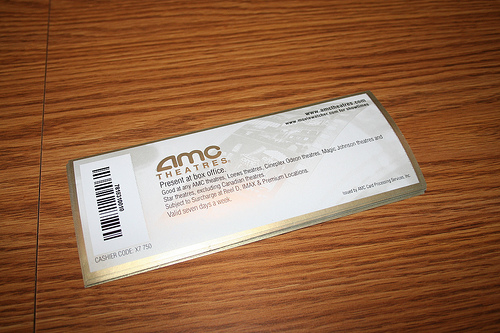 www.amctheatres.com
www.moviewatcher.com for showtimes
amc
THEATRES.
Present at box office.
Good at any AMC theatres, Loews theatres, Cineplex Odeon theatres, Magic Johnson theatres and
Star theatres, excluding Canadian theatres.
Subject to Surcharge at Reel D, IMAX & Premium Locations.
Valid seven days a week.
Issued by AMC Card Processing Services, Inc.
CASHIER CODE: X7 750